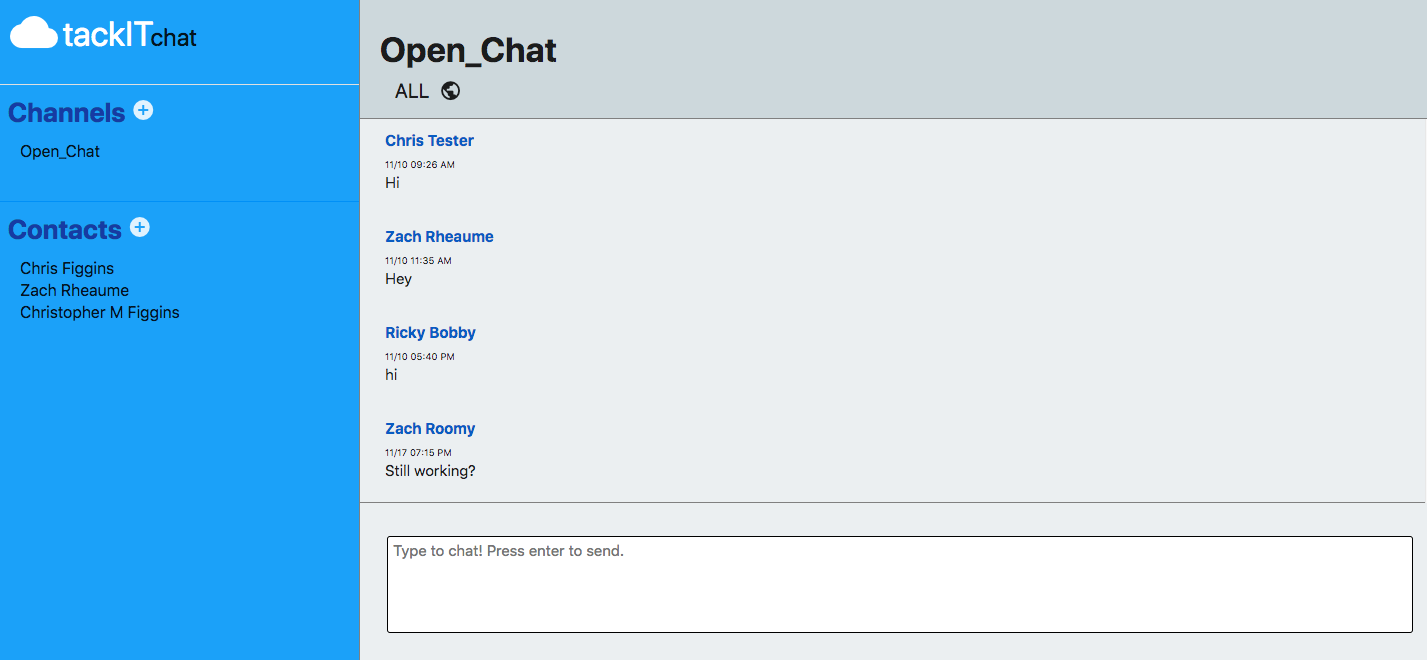 tackITchat
Channels
Open_Chat
Contacts
Chris Figgins
Zach Rheaume
Christopher M Figgins
Open_Chat
ALL
Chris Tester
11/10 09:26 AM
Hi
Zach Rheaume
11/10 11:35 AM
Hey
Ricky Bobby
11/10 05:40 PM
hi
Zach Roomy
11/17 07:15 PM
Still working?
Type to chat! Press enter to send.